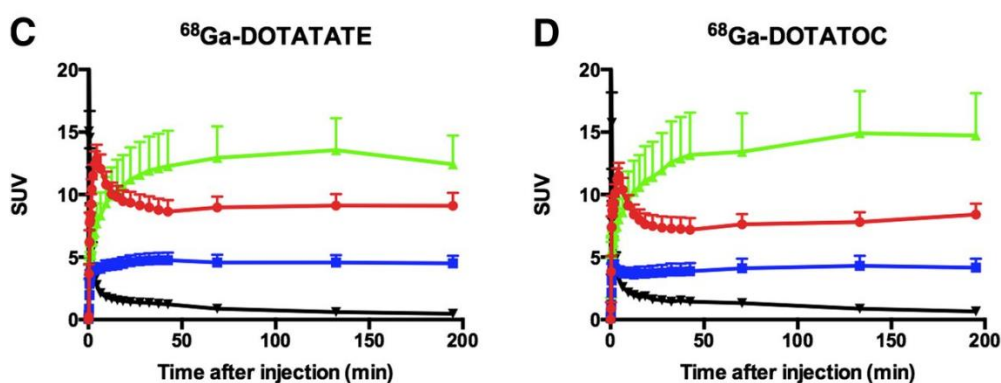 C
⁶⁸Ga-DOTATATE
SUV
20
15
10
5
0
0 50 100 150 200
Time after injection (min)
D
⁶⁸Ga-DOTATOC
SUV
20
15
10
5
0
0 50 100 150 200
Time after injection (min)